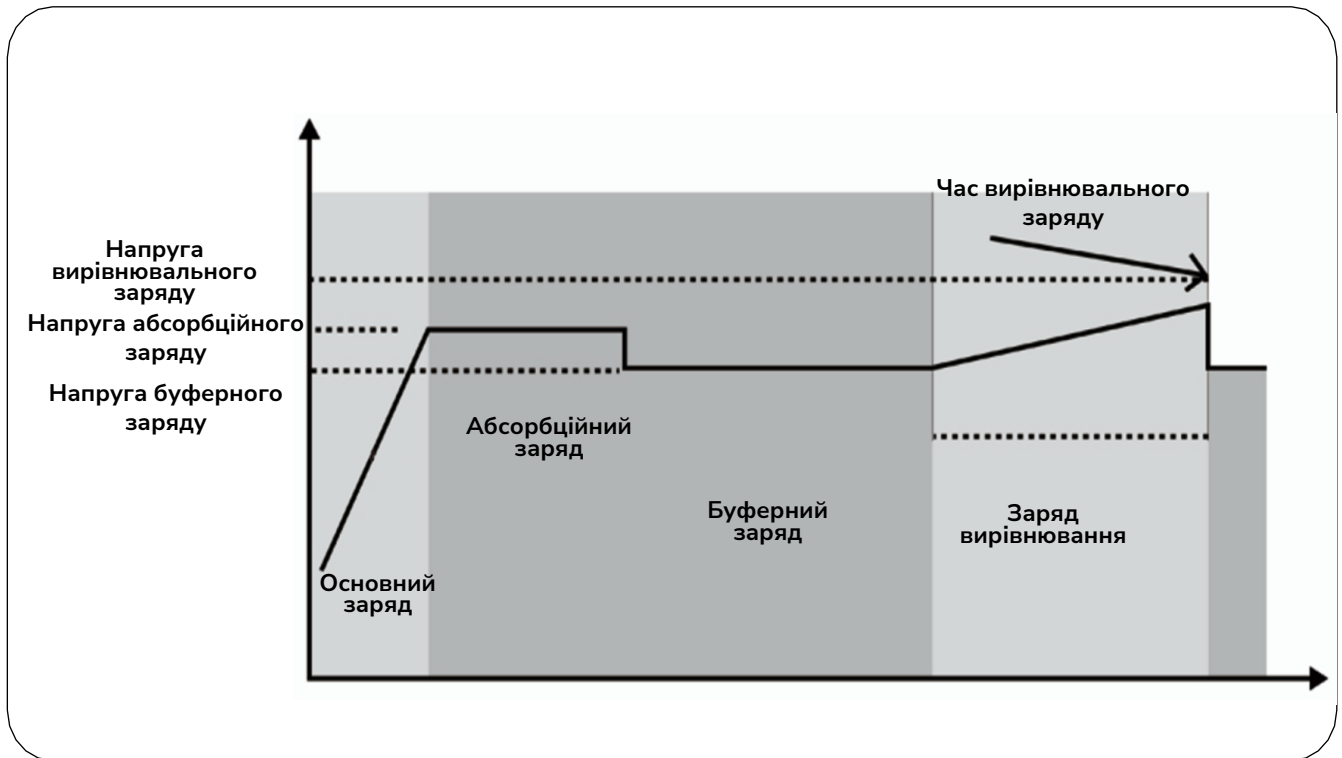 Час вирівнювального
заряду
Напруга
вирівнювального
заряду
Напруга абсорбційного
заряду
Напруга буферного
заряду
Абсорбційний
заряд
Буферний
заряд
Заряд
вирівнювання
Основний
заряд